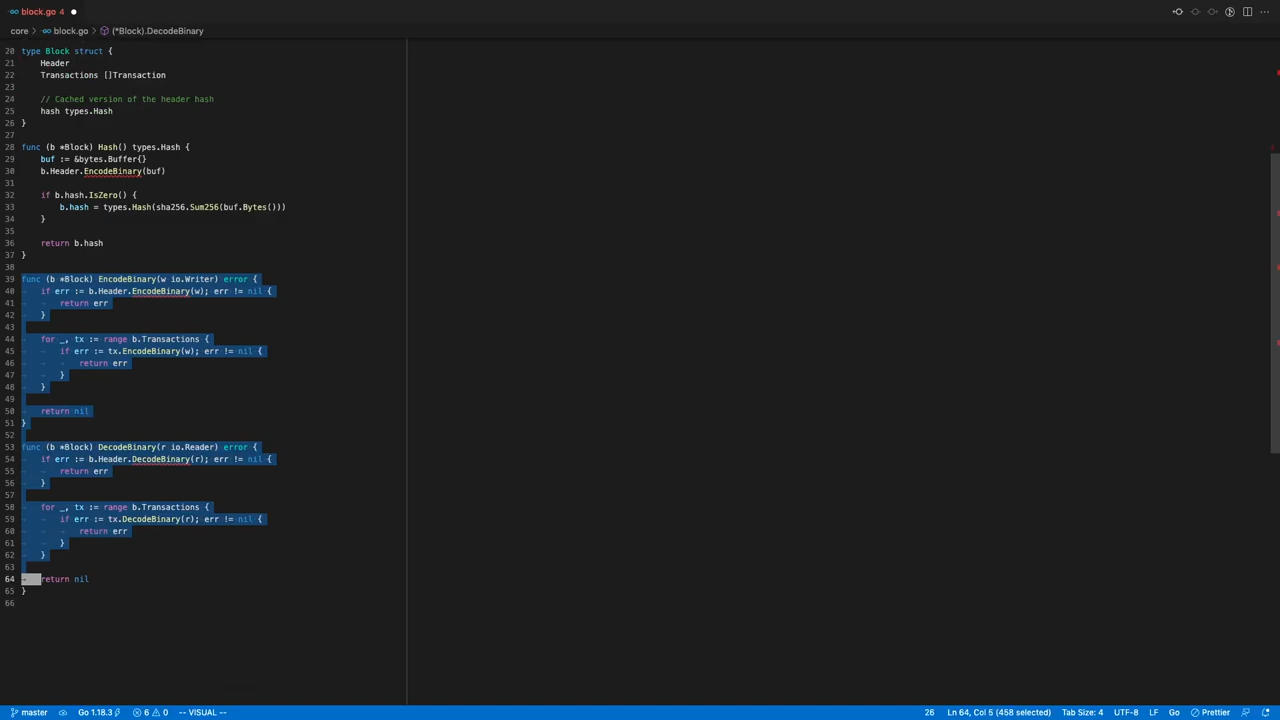 block.go 4
core > block.go > (*Block).DecodeBinary
20 type Block struct {
21 Header
22 Transactions []Transaction
23
24 // Cached version of the header hash
25 hash types.Hash
26 }
27
28 func (b *Block) Hash() types.Hash {
29 buf := &bytes.Buffer{}
30 b.Header.EncodeBinary(buf)
31
32 if b.hash.IsZero() {
33 b.hash = types.Hash(sha256.Sum256(buf.Bytes()))
34 }
35
36 return b.hash
37 }
38
39 func (b *Block) EncodeBinary(w io.Writer) error {
40 if err := b.Header.EncodeBinary(w); err != nil {
41 return err
42 }
43
44 for _, tx := range b.Transactions {
45 if err := tx.EncodeBinary(w); err != nil {
46 return err
47 }
48 }
49
50 return nil
51 }
52
53 func (b *Block) DecodeBinary(r io.Reader) error {
54 if err := b.Header.DecodeBinary(r); err != nil {
55 return err
56 }
57
58 for _, tx := range b.Transactions {
59 if err := tx.DecodeBinary(r); err != nil {
60 return err
61 }
62 }
63
64 return nil
65 }
66
master Go 1.18.3 6 0 -- VISUAL -- 26 Ln 64, Col 5 (458 selected) Tab Size: 4 UTF-8 LF Go Prettier